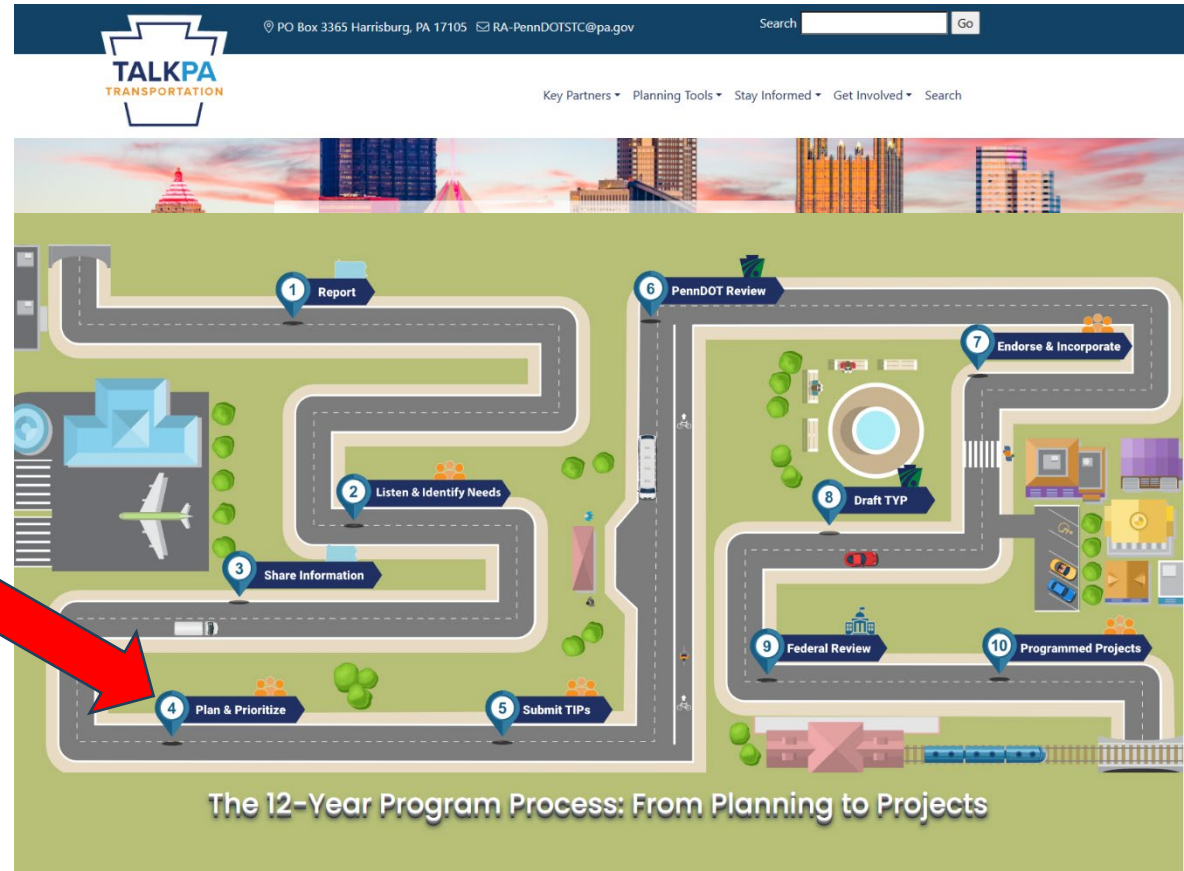 PO Box 3365 Harrisburg, PA 17105 RA-PennDOTSTC@pa.gov Search Go
TALKPA
TRANSPORTATION
Key Partners Planning Tools Stay Informed Get Involved Search
1 Report
6 PennDOT Review
7 Endorse & Incorporate
2 Listen & Identify Needs
8 Draft TYP
3 Share Information
9 Federal Review
10 Programmed Projects
4 Plan & Prioritize
5 Submit TIPs
The 12-Year Program Process: From Planning to Projects